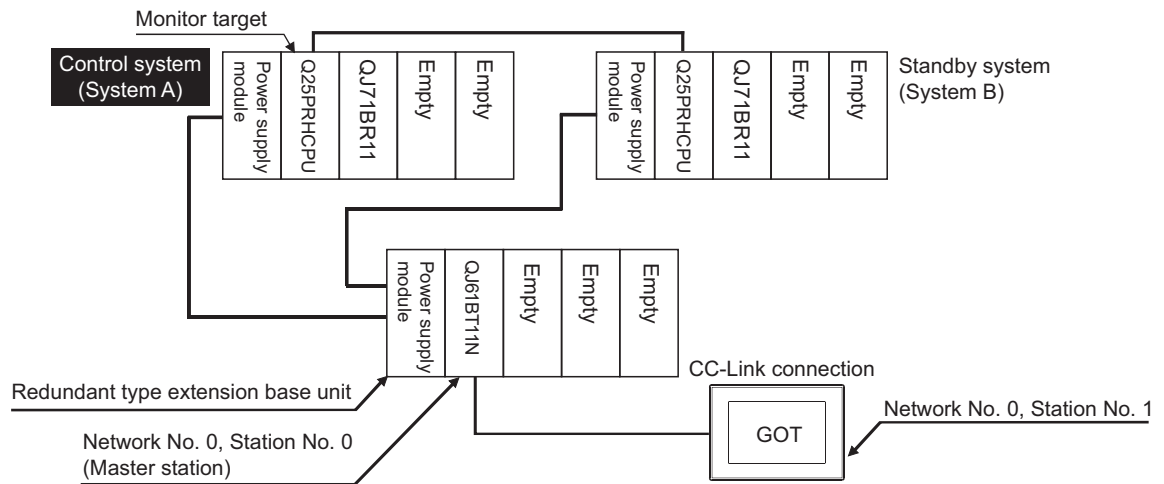 Monitor target
Control system
(System A)
Power supply
module
Q25PRHCPU
QJ71BR11
Empty
Empty
Power supply
module
Q25PRHCPU
QJ71BR11
Empty
Empty
Standby system
(System B)
Power supply
module
QJ61BT11N
Empty
Empty
Empty
CC-Link connection
Redundant type extension base unit
Network No. 0, Station No. 1
GOT
Network No. 0, Station No. 0
(Master station)